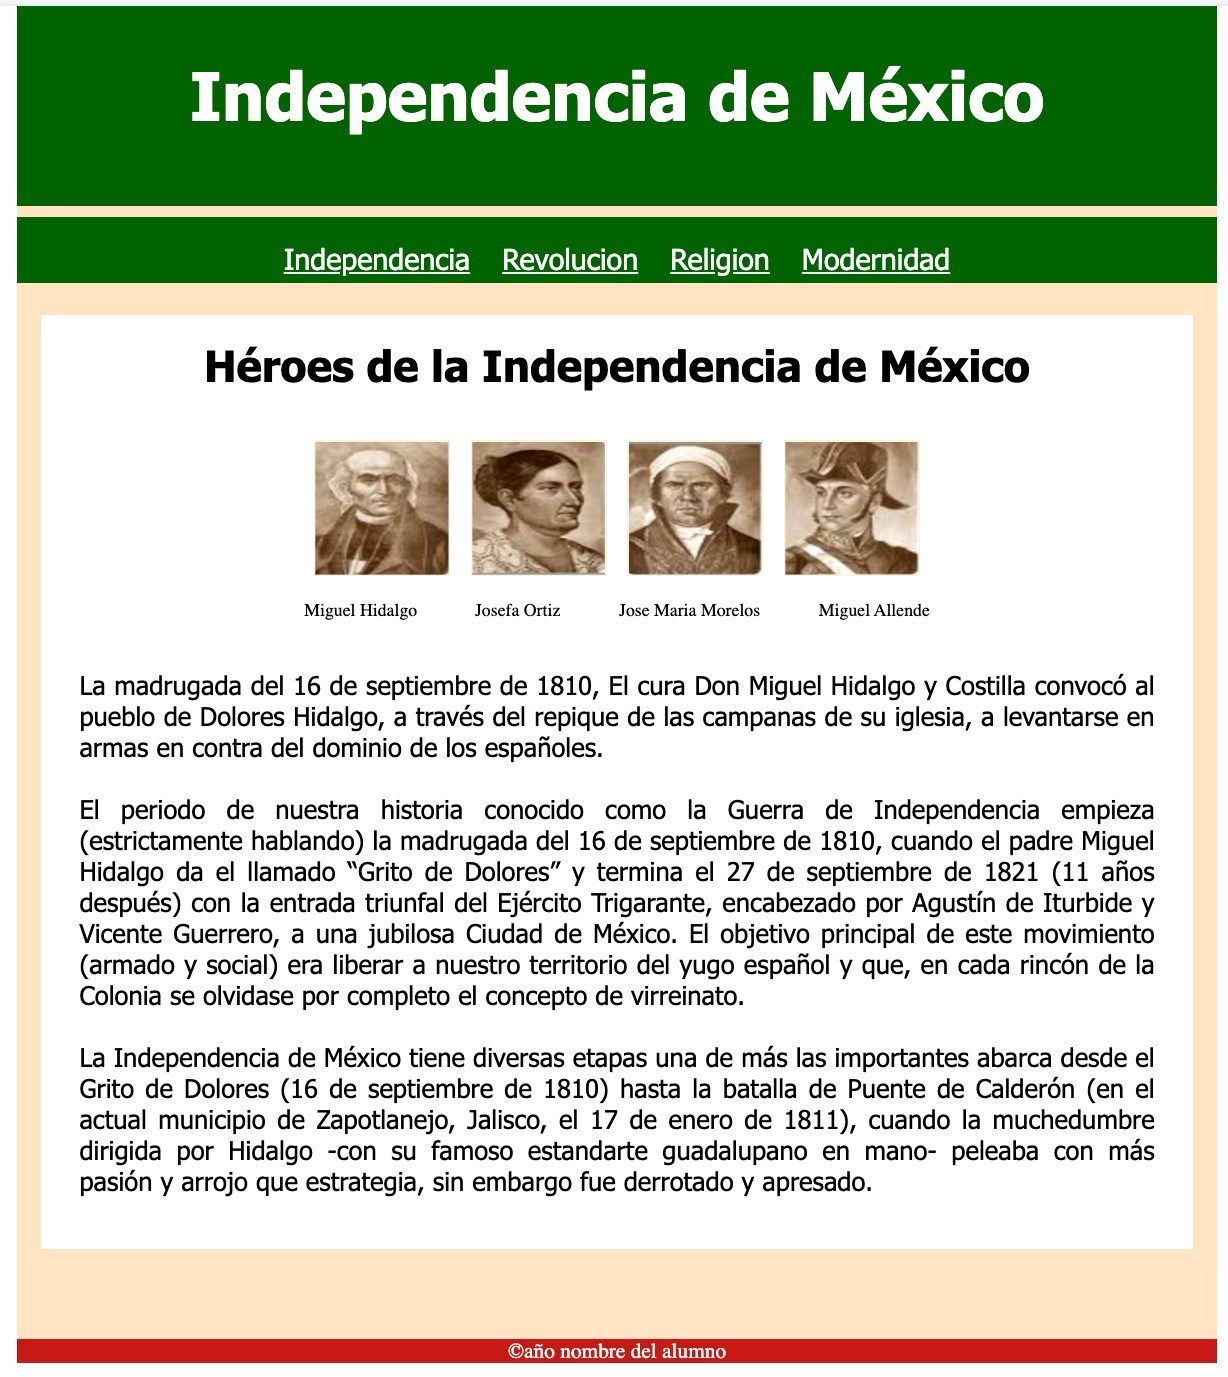 Independencia de México
Independencia Revolucion Religion Modernidad
Héroes de la Independencia de México
Miguel Hidalgo Josefa Ortiz Jose Maria Morelos Miguel Allende
La madrugada del 16 de septiembre de 1810, El cura Don Miguel Hidalgo y Costilla convocó al
pueblo de Dolores Hidalgo, a través del repique de las campanas de su iglesia, a levantarse en
armas en contra del dominio de los españoles.
El periodo de nuestra historia conocido como la Guerra de Independencia empieza
(estrictamente hablando) la madrugada del 16 de septiembre de 1810, cuando el padre Miguel
Hidalgo da el llamado “Grito de Dolores” y termina el 27 de septiembre de 1821 (11 años
después) con la entrada triunfal del Ejército Trigarante, encabezado por Agustín de Iturbide y
Vicente Guerrero, a una jubilosa Ciudad de México. El objetivo principal de este movimiento
(armado y social) era liberar a nuestro territorio del yugo español y que, en cada rincón de la
Colonia se olvidase por completo el concepto de virreinato.
La Independencia de México tiene diversas etapas una de más las importantes abarca desde el
Grito de Dolores (16 de septiembre de 1810) hasta la batalla de Puente de Calderón (en el
actual municipio de Zapotlanejo, Jalisco, el 17 de enero de 1811), cuando la muchedumbre
dirigida por Hidalgo -con su famoso estandarte guadalupano en mano- peleaba con más
pasión y arrojo que estrategia, sin embargo fue derrotado y apresado.
©año nombre del alumno